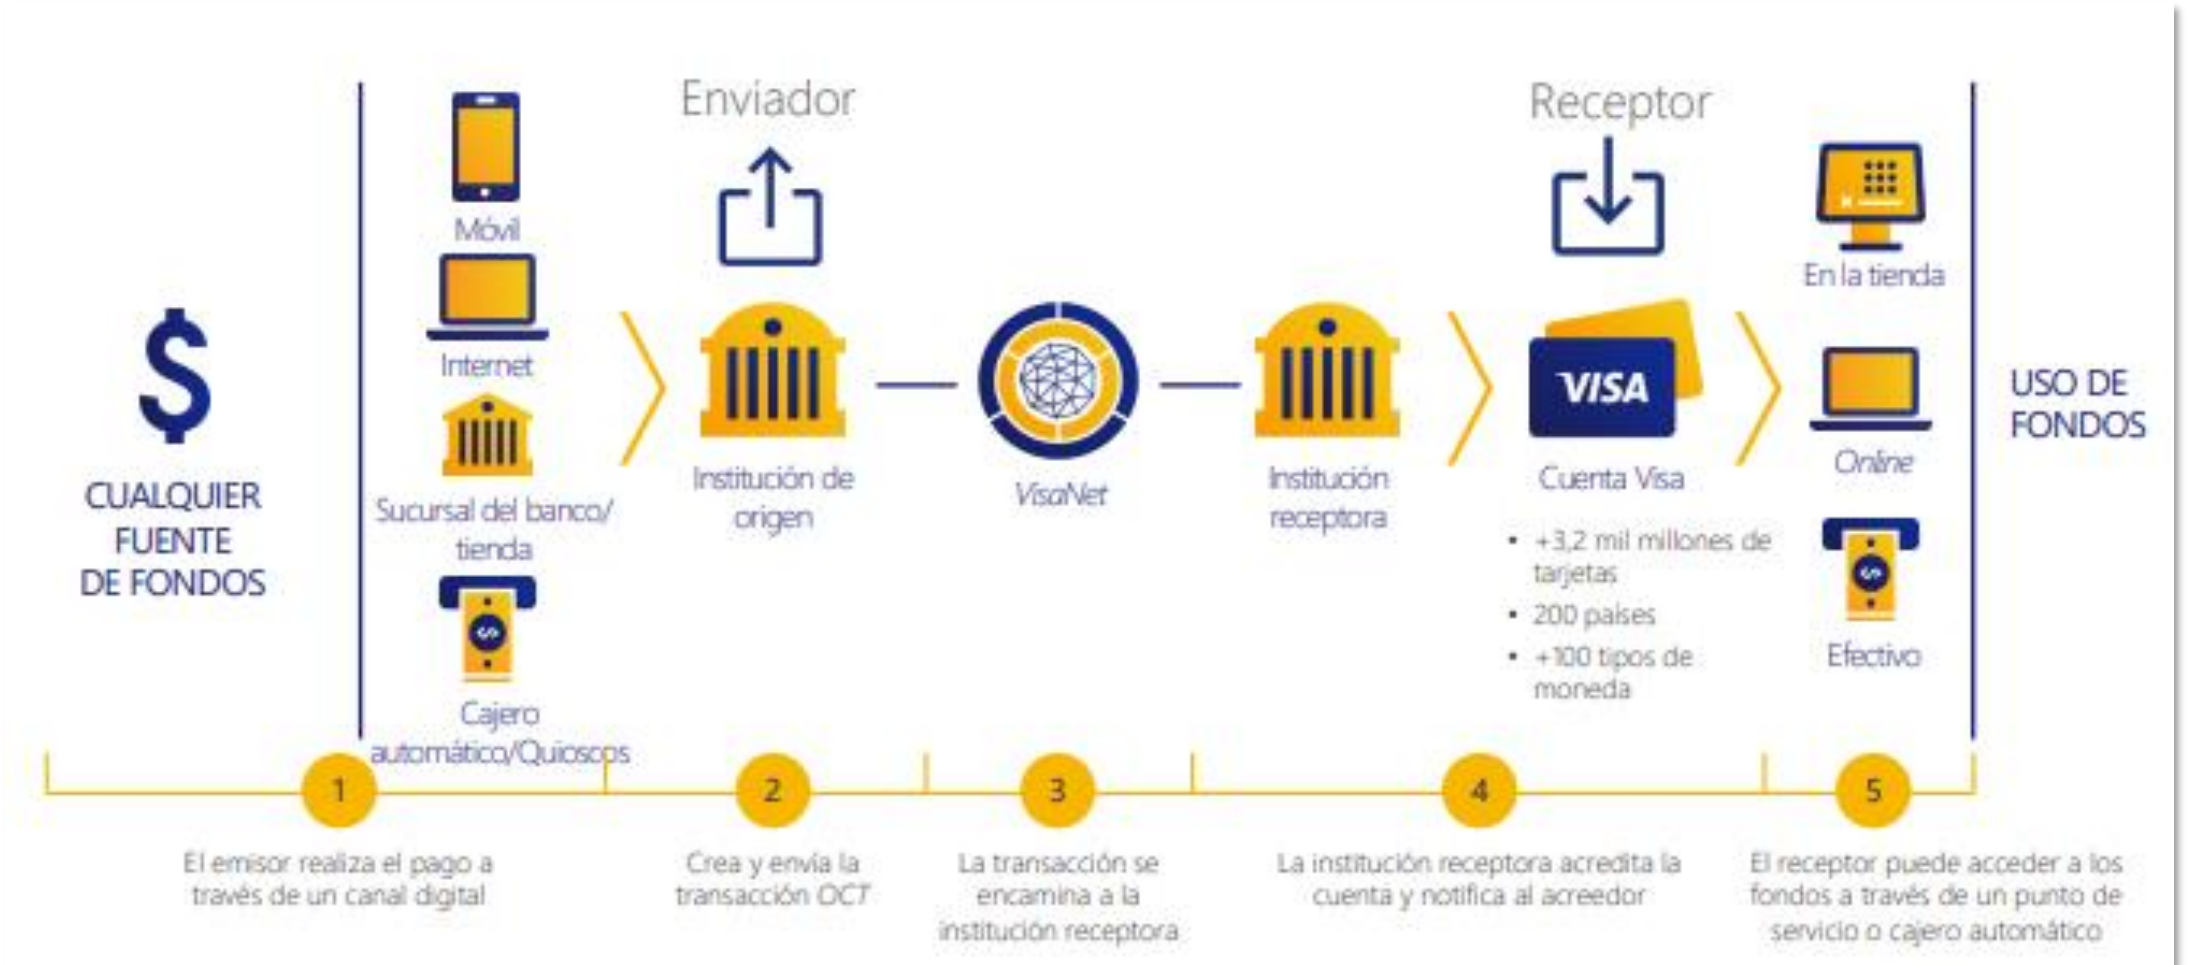 CUALQUIER
FUENTE
DE FONDOS
Móvil
Internet
Sucursal del banco/
tienda
Cajero
automático/Quioscos
Enviador
Institución de
origen
VisaNet
Institución
receptora
Receptor
VISA
Cuenta Visa
• +3,2 mil millones de
tarjetas
• 200 países
• +100 tipos de
moneda
En la tienda
Online
Efectivo
USO DE
FONDOS
1
El emisor realiza el pago a
través de un canal digital
2
Crea y envía la
transacción OCT
3
La transacción se
encamina a la
institución receptora
4
La institución receptora acredita la
cuenta y notifica al acreedor
5
El receptor puede acceder a los
fondos a través de un punto de
servicio o cajero automático